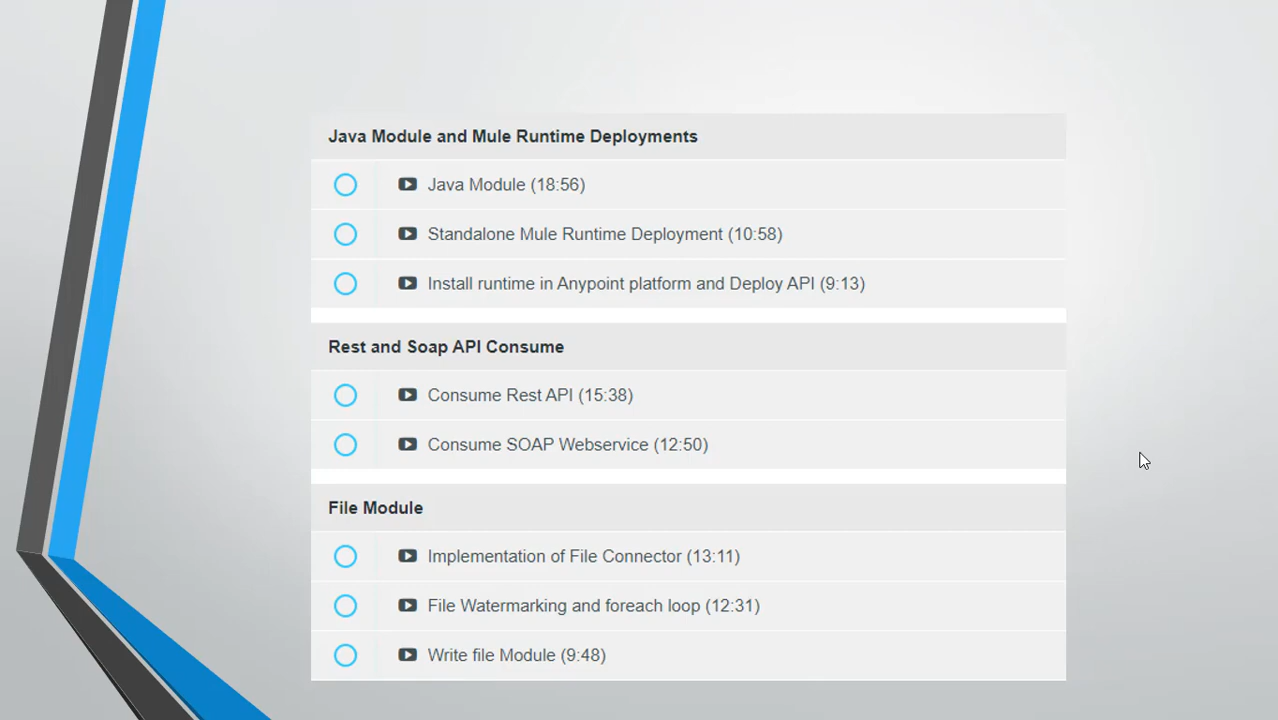 Java Module and Mule Runtime Deployments
Java Module (18:56)
Standalone Mule Runtime Deployment (10:58)
Install runtime in Anypoint platform and Deploy API (9:13)
Rest and Soap API Consume
Consume Rest API (15:38)
Consume SOAP Webservice (12:50)
File Module
Implementation of File Connector (13:11)
File Watermarking and foreach loop (12:31)
Write file Module (9:48)